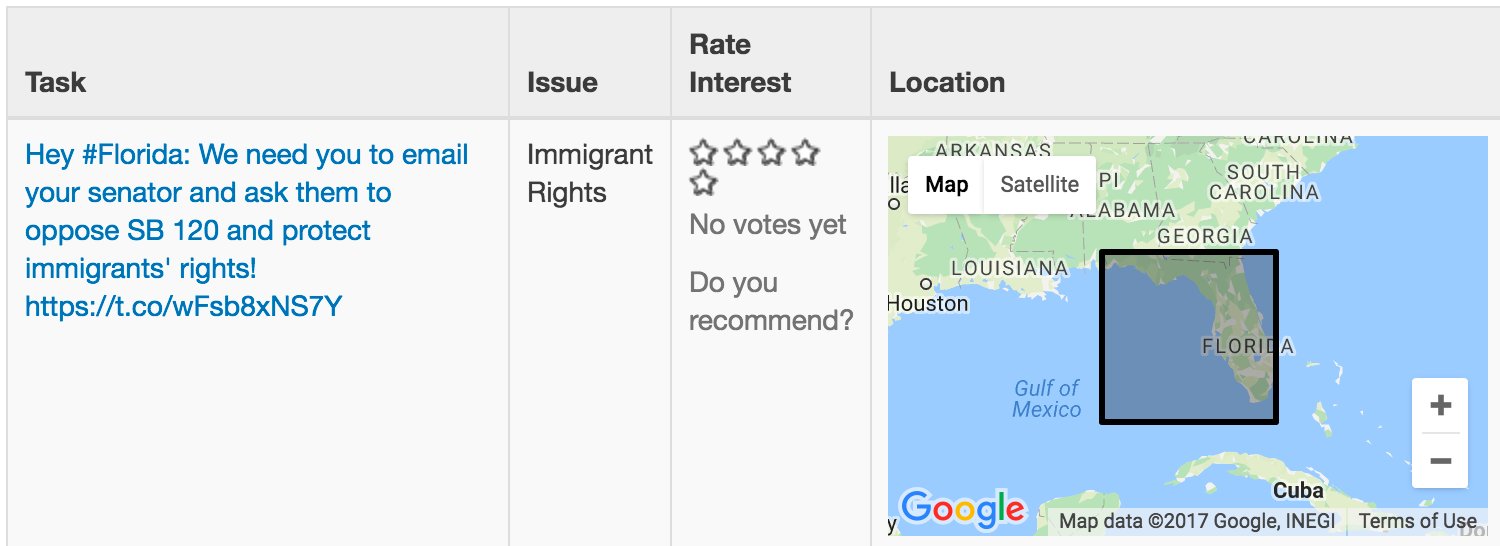 Task
Issue
Rate
Interest
Location
Hey #Florida: We need you to email
your senator and ask them to
oppose SB 120 and protect
immigrants' rights!
https://t.co/wFsb8xNS7Y
Immigrant
Rights
No votes yet
Do you
recommend?
CAROLINA
ARKANSAS
Map
Satellite
PI
SOUTH
CAROLINA
ALABAMA
GEORGIA
LOUISIANA
Houston
FLORIDA
Gulf of
Mexico
+
−
Cuba
Google
Map data ©2017 Google, INEGI
Terms of Use